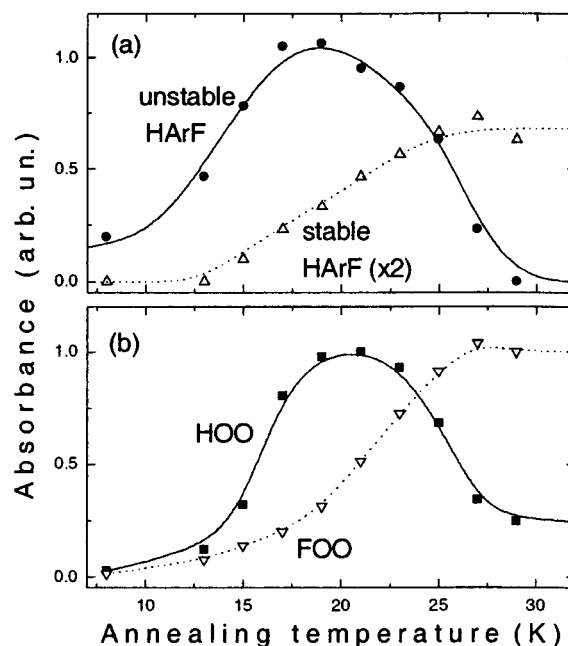 (a)
unstable
HArF
stable
HArF (x2)
1.0
0.5
0.0
(b)
HOO
FOO
1.0
0.5
0.0
10 15 20 25 30
Absorbance (arb. un.)
Annealing temperature (K)